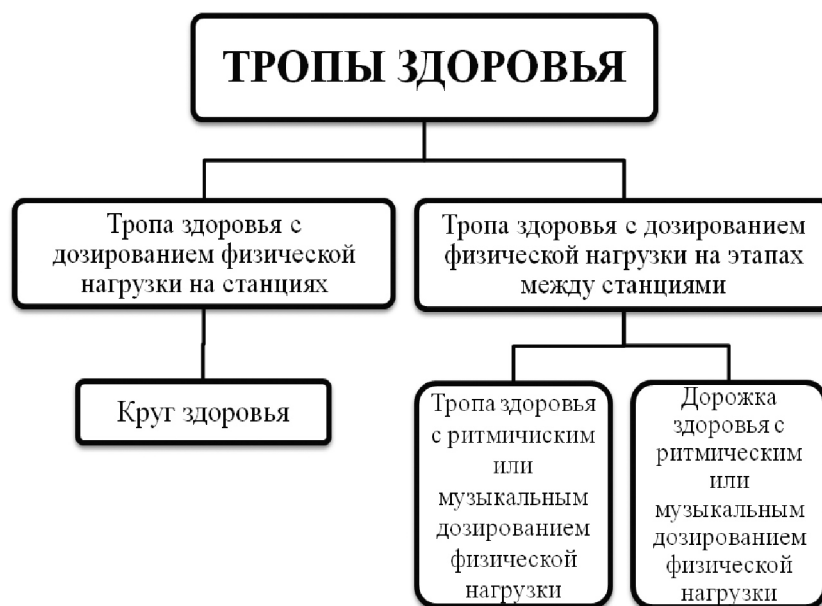 ТРОПЫ ЗДОРОВЬЯ
Тропа здоровья с
дозированием физической
нагрузки на станциях
Тропа здоровья с дозированием
физической нагрузки на этапах
между станциями
Круг здоровья
Тропа здоровья
с ритмичиским
или
музыкальным
дозированием
физической
нагрузки
Дорожка
здоровья с
ритмическим
или
музыкальным
дозированием
физической
нагрузки